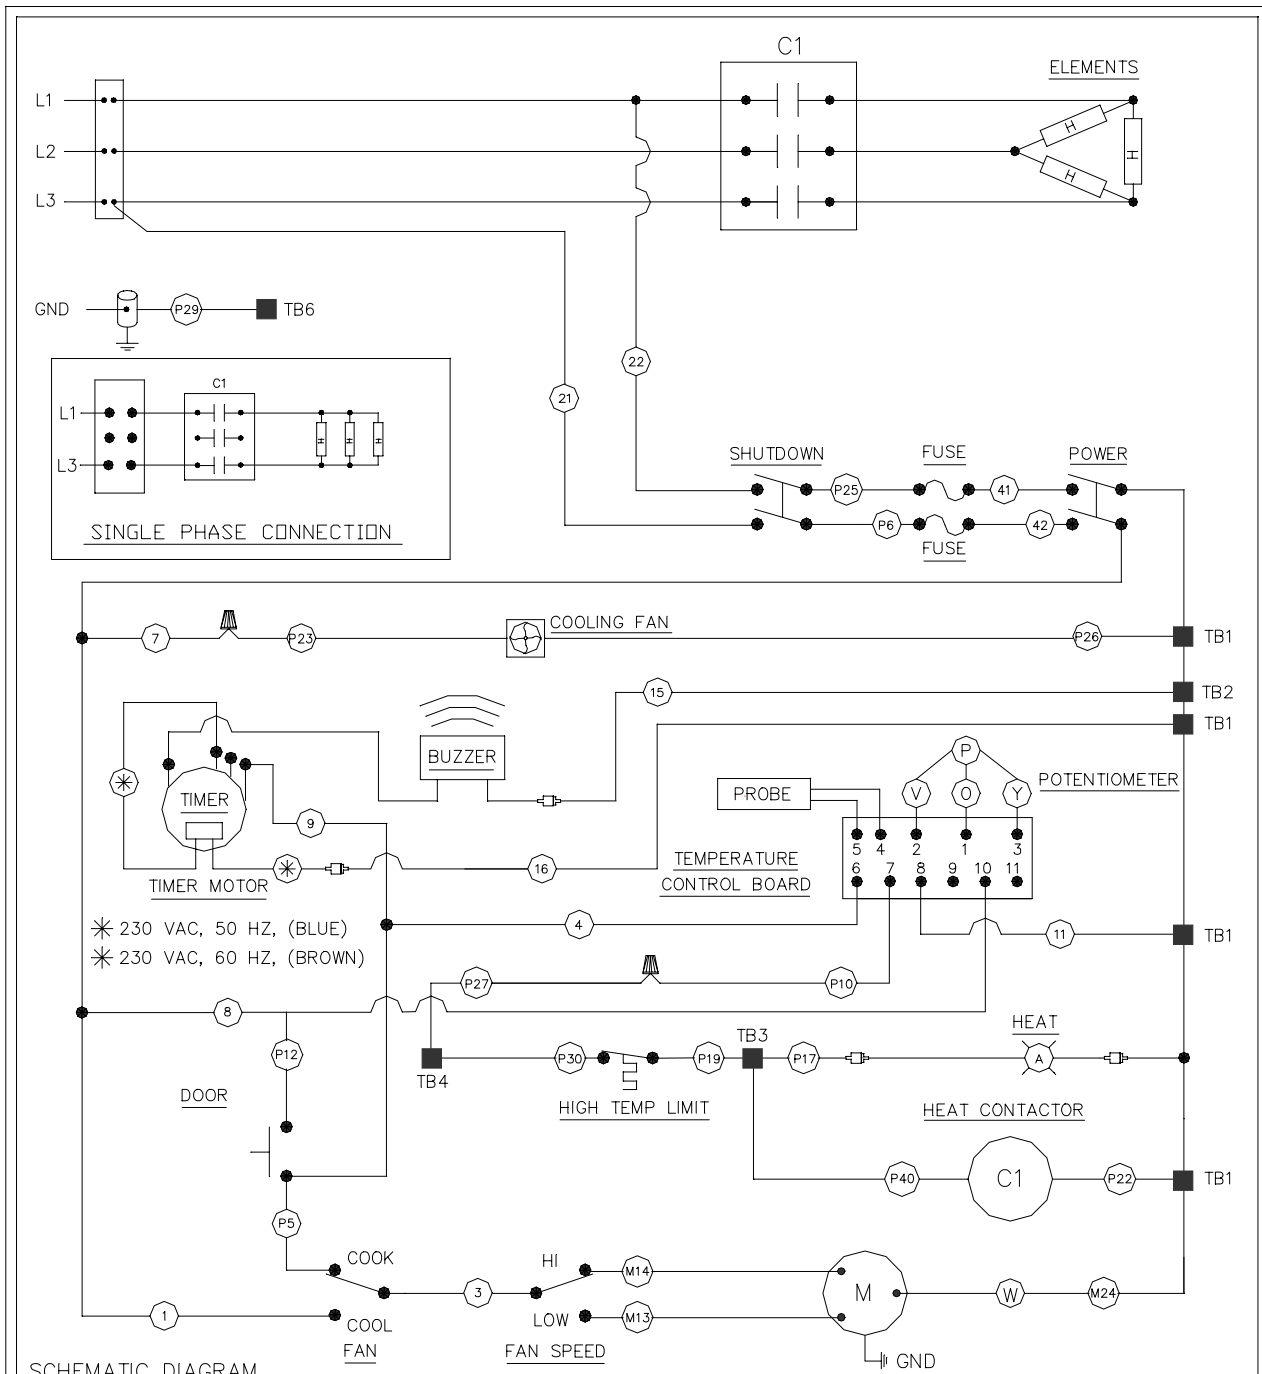 C1
ELEMENTS
L1
H
H
L2
H
L3
GND
P29
TB6
22
21
C1
L1
H
H
H
L3
SINGLE PHASE CONNECTION
SHUTDOWN
FUSE
POWER
P25
41
P6
42
FUSE
7
P23
COOLING FAN
P26
TB1
15
TB2
TB1
BUZZER
P
V
O
Y
POTENTIOMETER
PROBE
TIMER
9
5 4 2 1 3
TEMPERATURE
CONTROL BOARD
6 7 8 9 10 11
16
TIMER MOTOR
230 VAC, 50 HZ, (BLUE)
230 VAC, 60 HZ, (BROWN)
4
11
TB1
P27
P10
8
P12
HEAT
TB3
P30
P19
P17
A
TB4
DOOR
HIGH TEMP LIMIT
HEAT CONTACTOR
P40
C1
P22
TB1
P5
COOK
HI
M14
3
M
W
M24
1
COOL
LOW
M13
FAN
FAN SPEED
GND
SCHEMATIC DIAGRAM